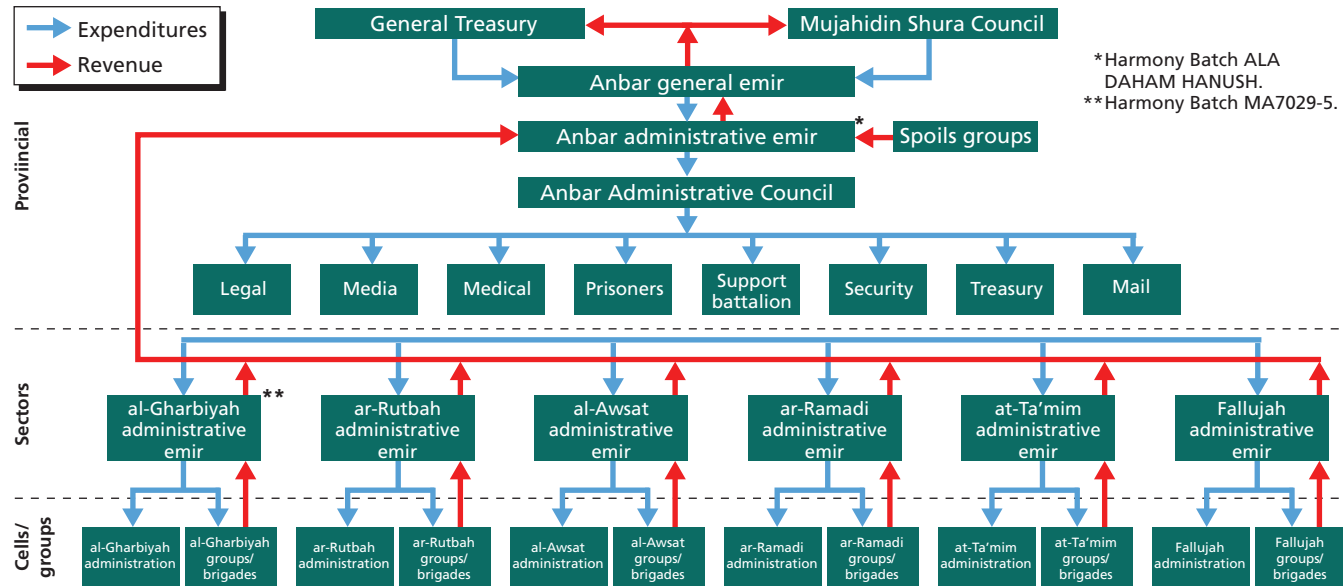 Expenditures
Revenue
General Treasury
Mujahidin Shura Council
*Harmony Batch ALA
DAHAM HANUSH.
**Harmony Batch MA7029-5.
Anbar general emir
Anbar administrative emir
*
Spoils groups
Anbar Administrative Council
Proviincial
Legal
Media
Medical
Prisoners
Support
battalion
Security
Treasury
Mail
Sectors
al-Gharbiyah
administrative
emir
**
ar-Rutbah
administrative
emir
al-Awsat
administrative
emir
ar-Ramadi
administrative
emir
at-Ta’mim
administrative
emir
Fallujah
administrative
emir
Cells/
groups
al-Gharbiyah
administration
al-Gharbiyah
groups/
brigades
ar-Rutbah
administration
ar-Rutbah
groups/
brigades
al-Awsat
administration
al-Awsat
groups/
brigades
ar-Ramadi
administration
ar-Ramadi
groups/
brigades
at-Ta’mim
administration
at-Ta’mim
groups/
brigades
Fallujah
administration
Fallujah
groups/
brigades